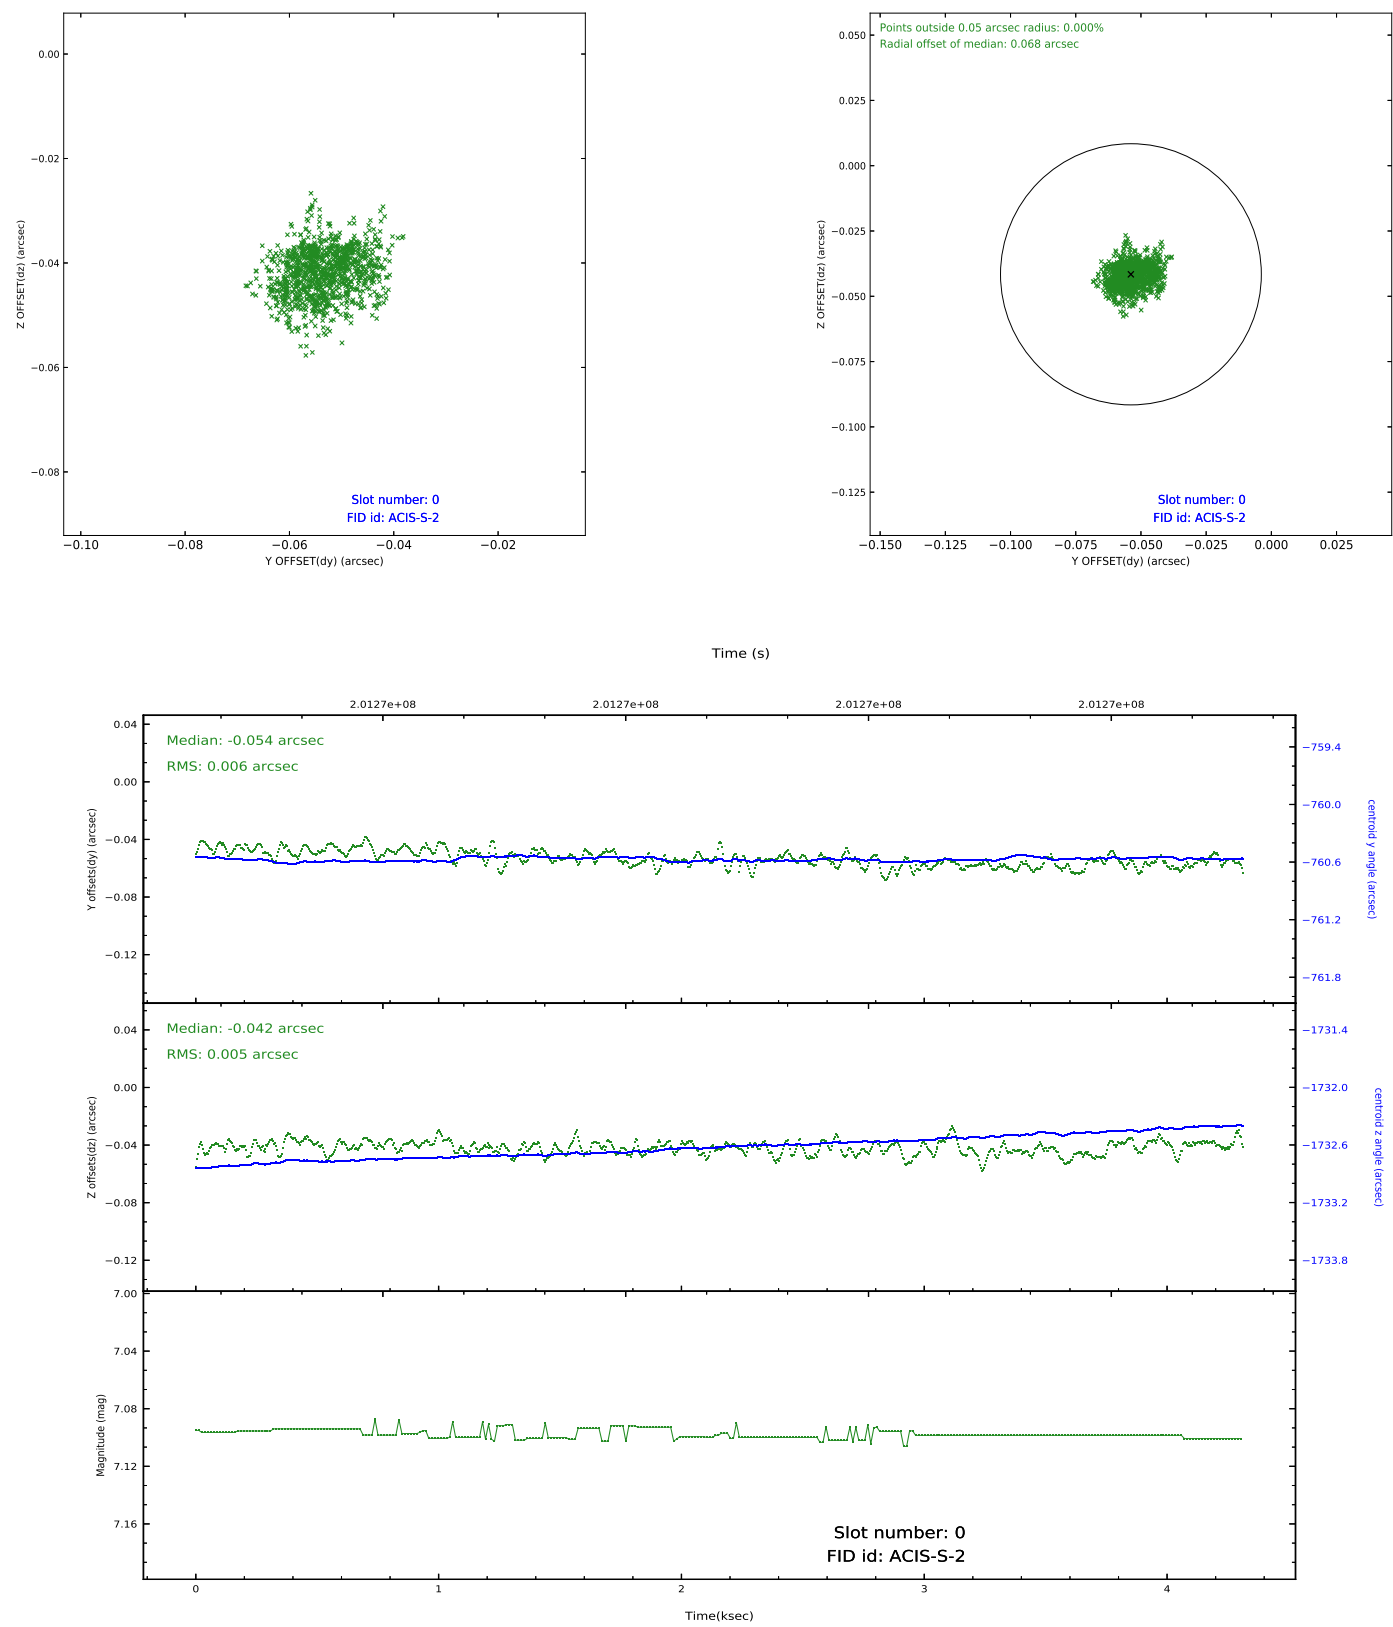 0.00
−0.02
−0.04
−0.06
−0.08
Z OFFSET(dz) (arcsec)
Slot number: 0
FID id: ACIS-S-2
−0.10 −0.08 −0.06 −0.04 −0.02
Y OFFSET(dy) (arcsec)
Points outside 0.05 arcsec radius: 0.000%
Radial offset of median: 0.068 arcsec
0.050
0.025
0.000
−0.025
−0.050
−0.075
−0.100
−0.125
Z OFFSET(dz) (arcsec)
Slot number: 0
FID id: ACIS-S-2
−0.150 −0.125 −0.100 −0.075 −0.050 −0.025 0.000 0.025
Y OFFSET(dy) (arcsec)
Time (s)
2.0127e+08 2.0127e+08 2.0127e+08 2.0127e+08
Median: -0.054 arcsec
RMS: 0.006 arcsec
0.04
0.00
−0.04
−0.08
−0.12
Y offsets(dy) (arcsec)
−759.4
−760.0
−760.6
−761.2
−761.8
centroid y angle (arcsec)
Median: -0.042 arcsec
RMS: 0.005 arcsec
0.04
0.00
−0.04
−0.08
−0.12
Z offsets(dz) (arcsec)
−1731.4
−1732.0
−1732.6
−1733.2
−1733.8
centroid z angle (arcsec)
7.00
7.04
7.08
7.12
7.16
Magnitude (mag)
Slot number: 0
FID id: ACIS-S-2
0 1 2 3 4
Time(ksec)